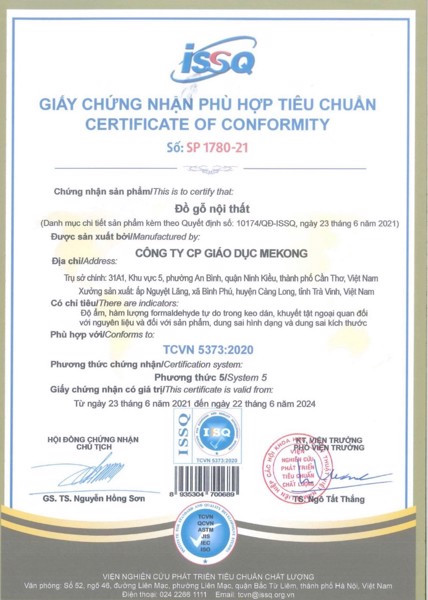 ISSQ
GIẤY CHỨNG NHẬN PHÙ HỢP TIÊU CHUẨN
CERTIFICATE OF CONFORMITY
Số: SP 1780-21
Chứng nhận sản phẩm/This is to certify that:
Đồ gỗ nội thất
(Danh mục chi tiết sản phẩm kèm theo Quyết định số: 10174/QĐ-ISSQ, ngày 23 tháng 6 năm 2021)
Được sản xuất bởi/Manufactured by:
CÔNG TY CP GIÁO DỤC MEKONG
Địa chỉ/Address:
Trụ sở chính: 31A1, Khu vực 5, phường An Bình, quận Ninh Kiều, thành phố Cần Thơ, Việt Nam
Xưởng sản xuất: ấp Nguyệt Lãng, xã Bình Phú, huyện Càng Long, tỉnh Trà Vinh, Việt Nam
Có chỉ tiêu/There are indicators:
Độ ẩm, hàm lượng formaldehyde tự do trong keo dán, khuyết tật ngoại quan đối
với nguyên liệu và đối với sản phẩm, dung sai hình dạng và dung sai kích thước
Phù hợp với/Conforms to:
TCVN 5373:2020
Phương thức chứng nhận/Certification system:
Phương thức 5/System 5
Giấy chứng nhận có giá trị/This certificate is valid from:
Từ ngày 23 tháng 6 năm 2021 đến ngày 22 tháng 6 năm 2024
HỘI ĐỒNG CHỨNG NHẬN
CHỦ TỊCH
GS. TS. Nguyễn Hồng Sơn
ISSQ
ISQ
TCVN 5373:2020
8 935304 700689
KT. VIỆN TRƯỞNG
PHÓ VIỆN TRƯỞNG
VIỆN
NGHIÊN CỨU
PHÁT TRIỂN
TIÊU CHUẨN
CHẤT LƯỢNG
TS. Ngô Tất Thắng
TCVN
QCVN
ASTM
JIS
IEC
ISO
VIỆN NGHIÊN CỨU PHÁT TRIỂN TIÊU CHUẨN CHẤT LƯỢNG
Văn phòng: Số 52, ngõ 46, đường Liên Mạc, phường Liên Mạc, quận Bắc Từ Liêm, thành phố Hà Nội, Việt Nam
Điện thoại: 024 2266 1111 Email: tcvn@issq.org.vn